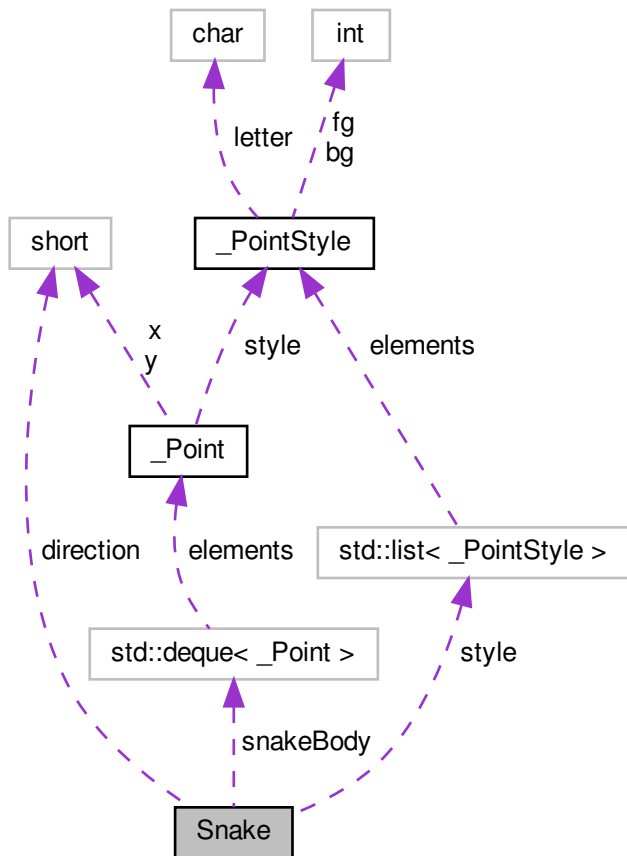 char
int
letter
fg
bg
short
_PointStyle
x
y
style
elements
_Point
direction
elements
std::list< _PointStyle >
std::deque< _Point >
style
snakeBody
Snake